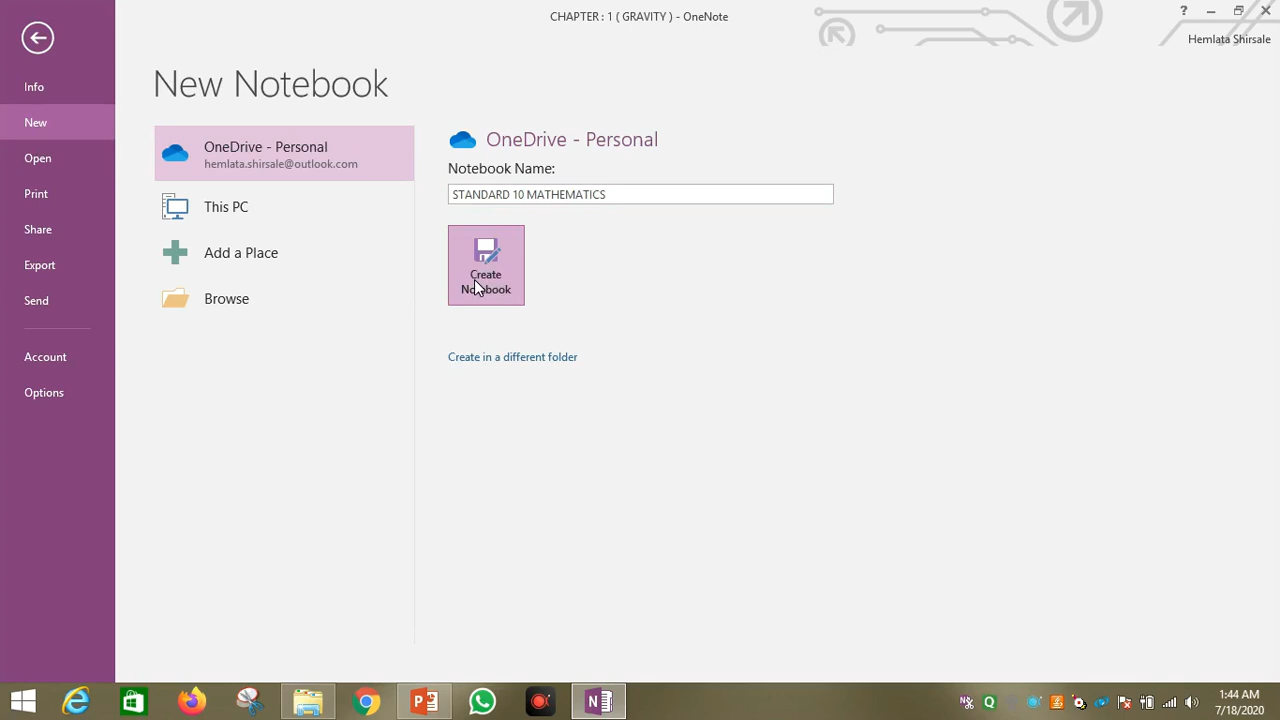 CHAPTER : 1 ( GRAVITY ) - OneNote
?
Hemlata Shirsale
Info
New
Open
Print
Share
Export
Send
Account
Options
New Notebook
OneDrive - Personal
hemlata.shirsale@outlook.com
This PC
Add a Place
Browse
OneDrive - Personal
Notebook Name:
STANDARD 10 MATHEMATICS
Create
Notebook
Create in a different folder
1:44 AM
7/18/2020